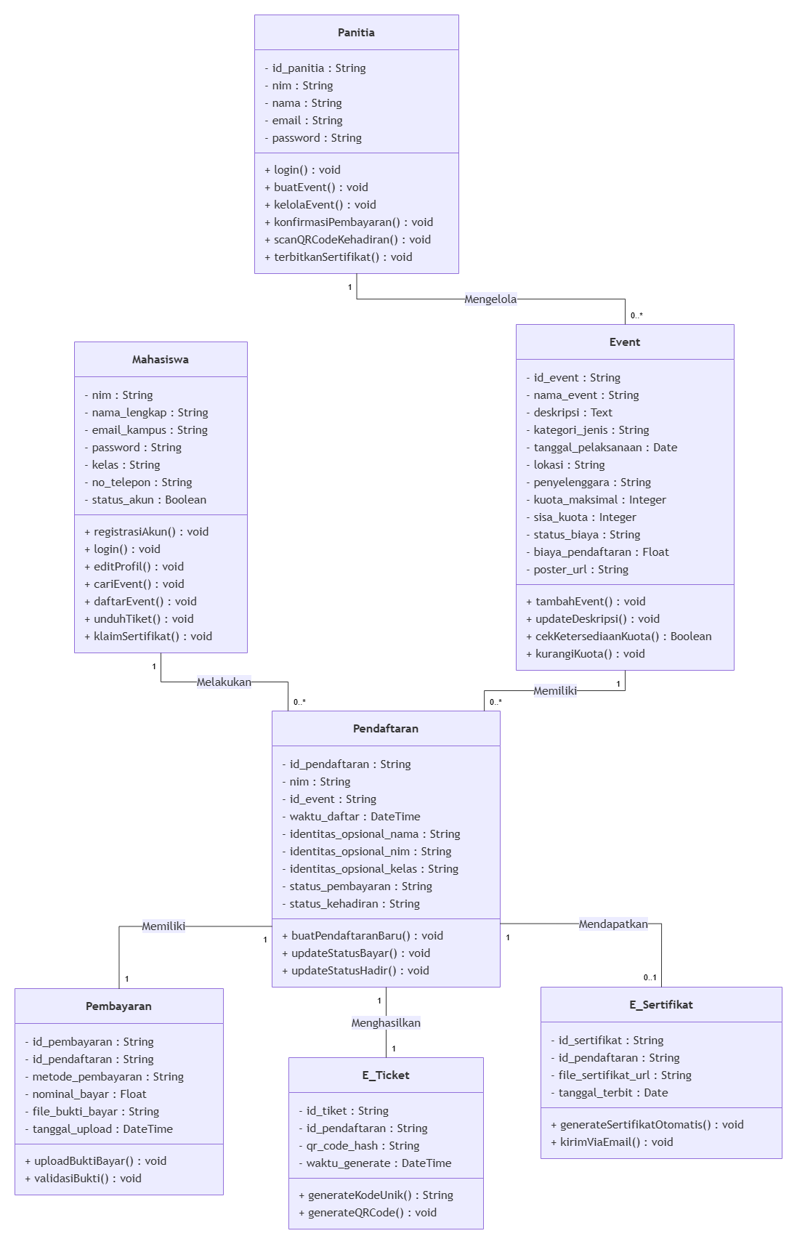 Panitia
- id_panitia : String
- nim : String
- nama : String
- email : String
- password : String
+ login() : void
+ buatEvent() : void
+ kelolaEvent() : void
+ konfirmasiPembayaran() : void
+ scanQRCodeKehadiran() : void
+ terbitkanSertifikat() : void
1
Mengelola
0..*
Event
- id_event : String
- nama_event : String
- deskripsi : Text
- kategori_jenis : String
- tanggal_pelaksanaan : Date
- lokasi : String
- penyelenggara : String
- kuota_maksimal : Integer
- sisa_kuota : Integer
- status_biaya : String
- biaya_pendaftaran : Float
- poster_url : String
+ tambahEvent() : void
+ updateDeskripsi() : void
+ cekKetersediaanKuota() : Boolean
+ kurangiKuota() : void
Mahasiswa
- nim : String
- nama_lengkap : String
- email_kampus : String
- password : String
- kelas : String
- no_telepon : String
- status_akun : Boolean
+ registrasiAkun() : void
+ login() : void
+ editProfil() : void
+ cariEvent() : void
+ daftarEvent() : void
+ unduhTiket() : void
+ klaimSertifikat() : void
1
Melakukan
0..*
1
Memiliki
0..*
Pendaftaran
- id_pendaftaran : String
- nim : String
- id_event : String
- waktu_daftar : DateTime
- identitas_opsional_nama : String
- identitas_opsional_nim : String
- identitas_opsional_kelas : String
- status_pembayaran : String
- status_kehadiran : String
+ buatPendaftaranBaru() : void
+ updateStatusBayar() : void
+ updateStatusHadir() : void
Memiliki
1
1
Mendapatkan
1
0..1
1
Menghasilkan
1
Pembayaran
- id_pembayaran : String
- id_pendaftaran : String
- metode_pembayaran : String
- nominal_bayar : Float
- file_bukti_bayar : String
- tanggal_upload : DateTime
+ uploadBuktiBayar() : void
+ validasiBukti() : void
E_Ticket
- id_tiket : String
- id_pendaftaran : String
- qr_code_hash : String
- waktu_generate : DateTime
+ generateKodeUnik() : String
+ generateQRCode() : void
E_Sertifikat
- id_sertifikat : String
- id_pendaftaran : String
- file_sertifikat_url : String
- tanggal_terbit : Date
+ generateSertifikatOtomatis() : void
+ kirimViaEmail() : void